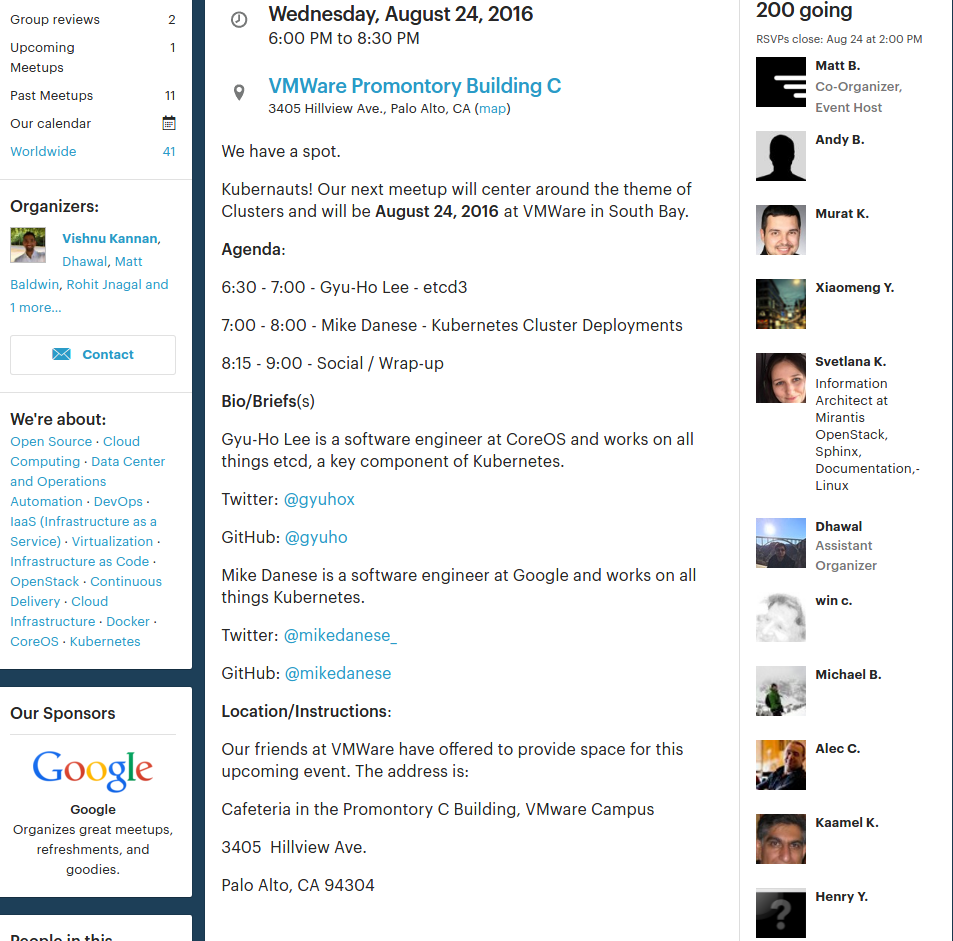 Group reviews 2
Upcoming Meetups 1
Past Meetups 11
Our calendar
Worldwide 41
Organizers:
Vishnu Kannan,
Dhawal, Matt
Baldwin, Rohit Jnagal and
1 more...
Contact
We're about:
Open Source · Cloud
Computing · Data Center
and Operations
Automation · DevOps ·
IaaS (Infrastructure as a
Service) · Virtualization ·
Infrastructure as Code ·
OpenStack · Continuous
Delivery · Cloud
Infrastructure · Docker ·
CoreOS · Kubernetes
Our Sponsors
Google
Google
Organizes great meetups,
refreshments, and
goodies.
People in this
Wednesday, August 24, 2016
6:00 PM to 8:30 PM
VMWare Promontory Building C
3405 Hillview Ave., Palo Alto, CA (map)
We have a spot.
Kubernauts! Our next meetup will center around the theme of
Clusters and will be August 24, 2016 at VMWare in South Bay.
Agenda:
6:30 - 7:00 - Gyu-Ho Lee - etcd3
7:00 - 8:00 - Mike Danese - Kubernetes Cluster Deployments
8:15 - 9:00 - Social / Wrap-up
Bio/Briefs(s)
Gyu-Ho Lee is a software engineer at CoreOS and works on all
things etcd, a key component of Kubernetes.
Twitter: @gyuhox
GitHub: @gyuho
Mike Danese is a software engineer at Google and works on all
things Kubernetes.
Twitter: @mikedanese_
GitHub: @mikedanese
Location/Instructions:
Our friends at VMWare have offered to provide space for this
upcoming event. The address is:
Cafeteria in the Promontory C Building, VMware Campus
3405 Hillview Ave.
Palo Alto, CA 94304
200 going
RSVPs close: Aug 24 at 2:00 PM
Matt B.
Co-Organizer,
Event Host
Andy B.
Murat K.
Xiaomeng Y.
Svetlana K.
Information
Architect at
Mirantis
OpenStack,
Sphinx,
Documentation,-
Linux
Dhawal
Assistant
Organizer
win c.
Michael B.
Alec C.
Kaamel K.
Henry Y.
?